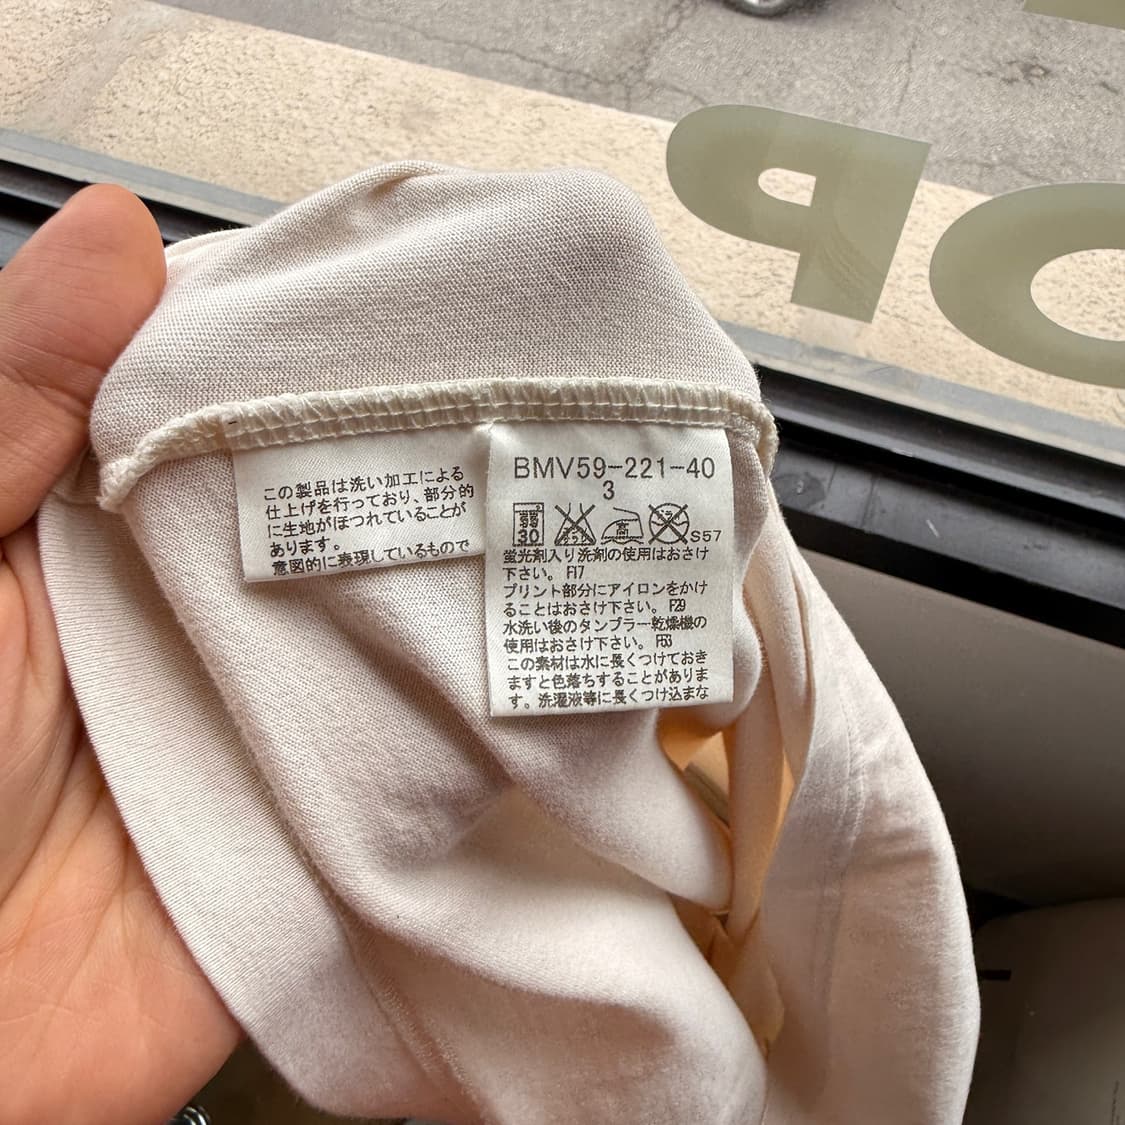 この製品は洗い加工による
仕上げを行っており、部分的
に生地がほつれていることが
あります。
意図的に表現しているもので
BMV59-221-40
3
弱
30
高
S57
蛍光剤入り洗剤の使用はおさけ
下さい。 F17
プリント部分にアイロンをかけ
ることはおさけ下さい。 F29
水洗い後のタンブラー乾燥機の
使用はおさけ下さい。 F53
この素材は水に長くつけておき
ますと色落ちすることがありま
す。洗濯液等に長くつけ込まな